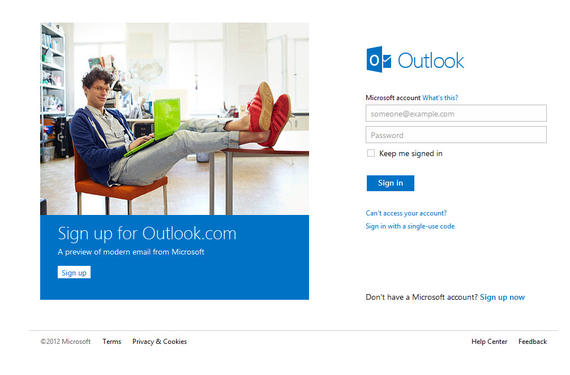 Outlook
Microsoft account What's this?
someone@example.com
Password
Keep me signed in
Sign in
Can't access your account?
Sign in with a single-use code.
Sign up for Outlook.com
A preview of modern email from Microsoft
Sign up
Don't have a Microsoft account? Sign up now
©2012 Microsoft Terms Privacy & Cookies Help Center Feedback